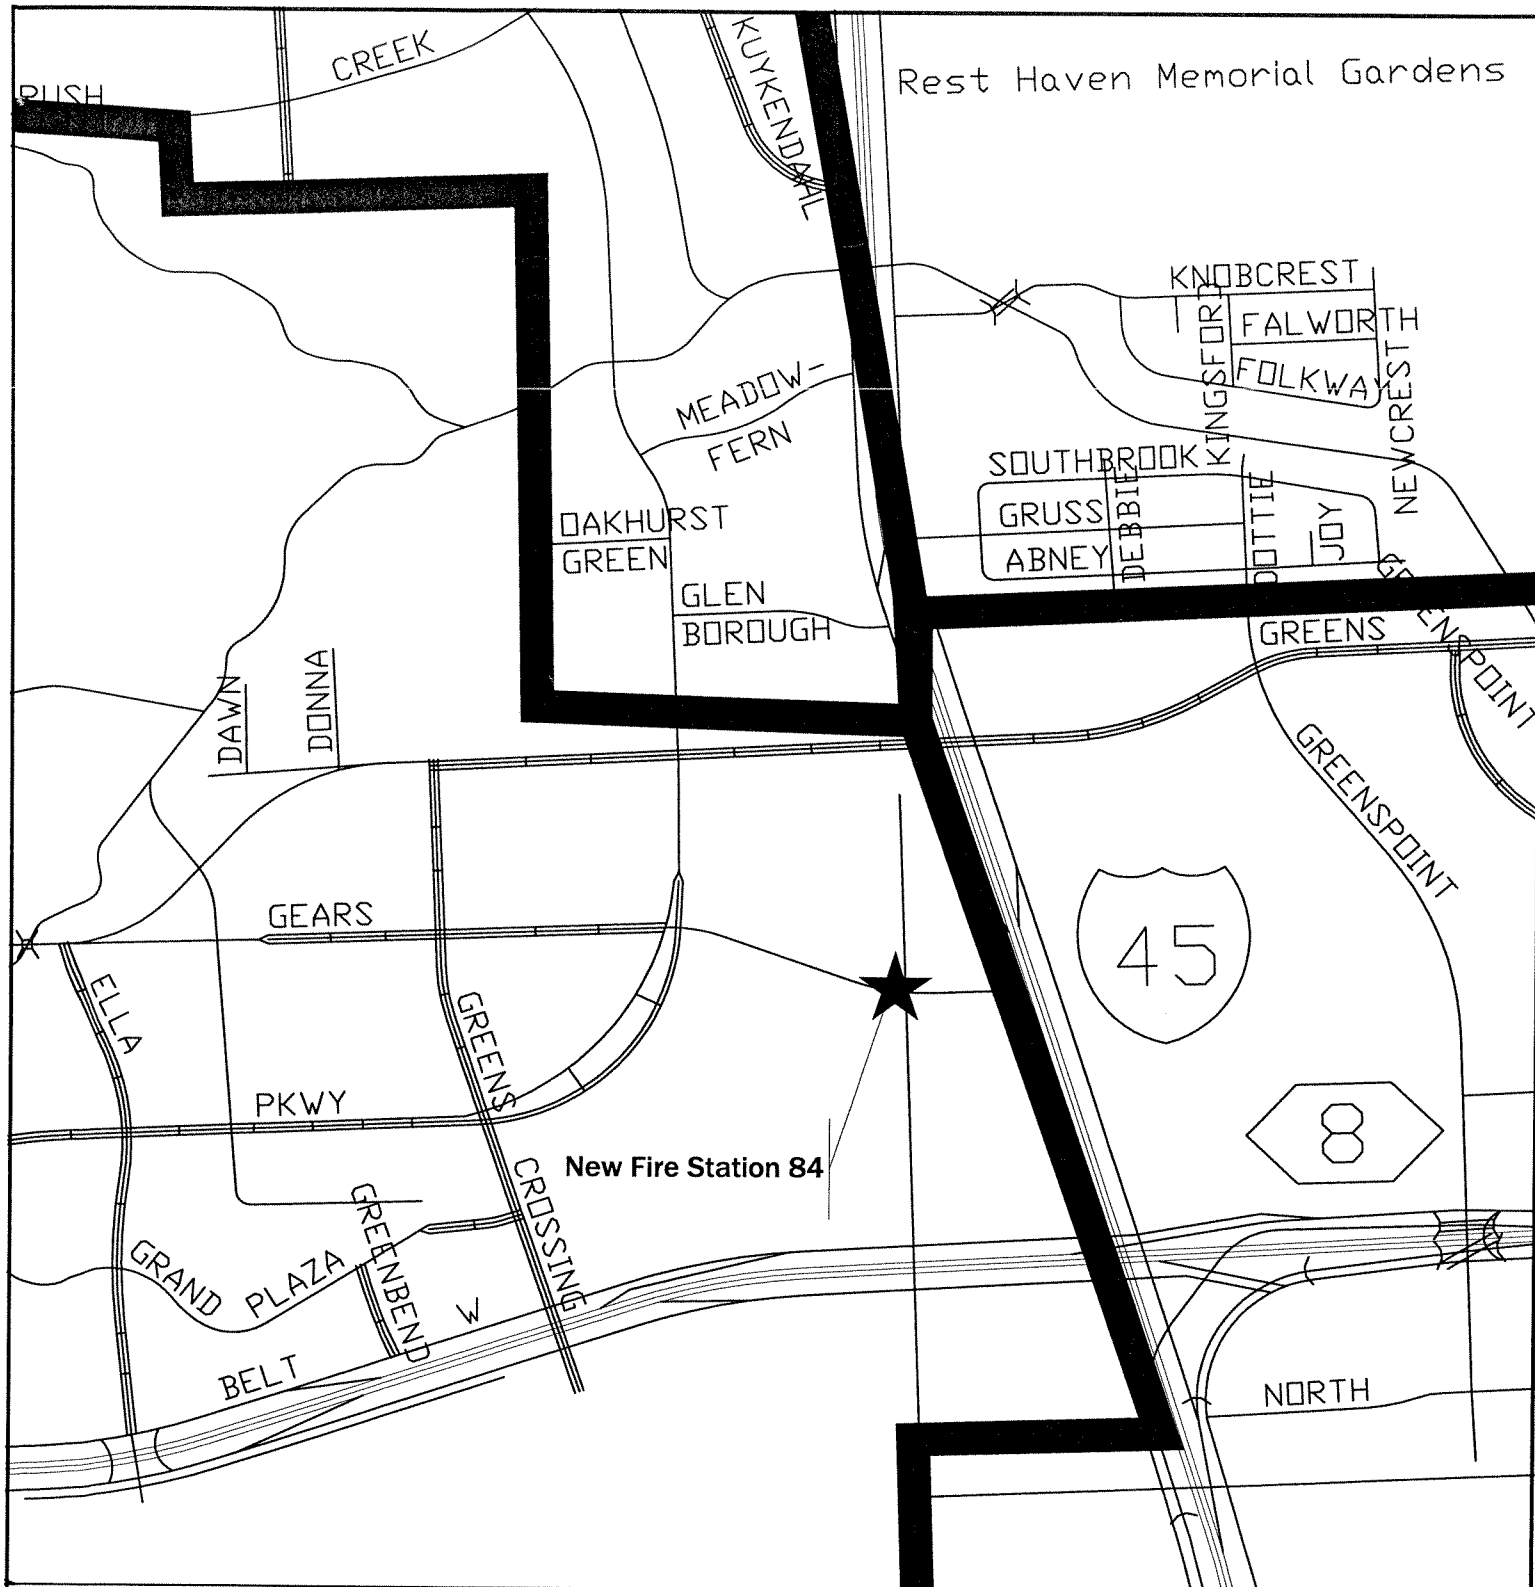 CREEK
RUSH
KUYKENDAHL
Rest Haven Memorial Gardens
KNOBCREST
KINGSFORD
FALWORTH
FOLKWAY
NEWCREST
MEADOW-
FERN
SOUTHBROOK
GRUSS
DEBBIE
DOTTIE
JOY
ABNEY
OAKHURST
GREEN
GLEN
BOROUGH
GREENS
GREENSPOINT
DAWN
DONNA
GREENSPOINT
GEARS
45
ELLA
GREENS
PKWY
8
New Fire Station 84
CROSSING
GRAND
PLAZA
GREENBEND
W
BELT
NORTH